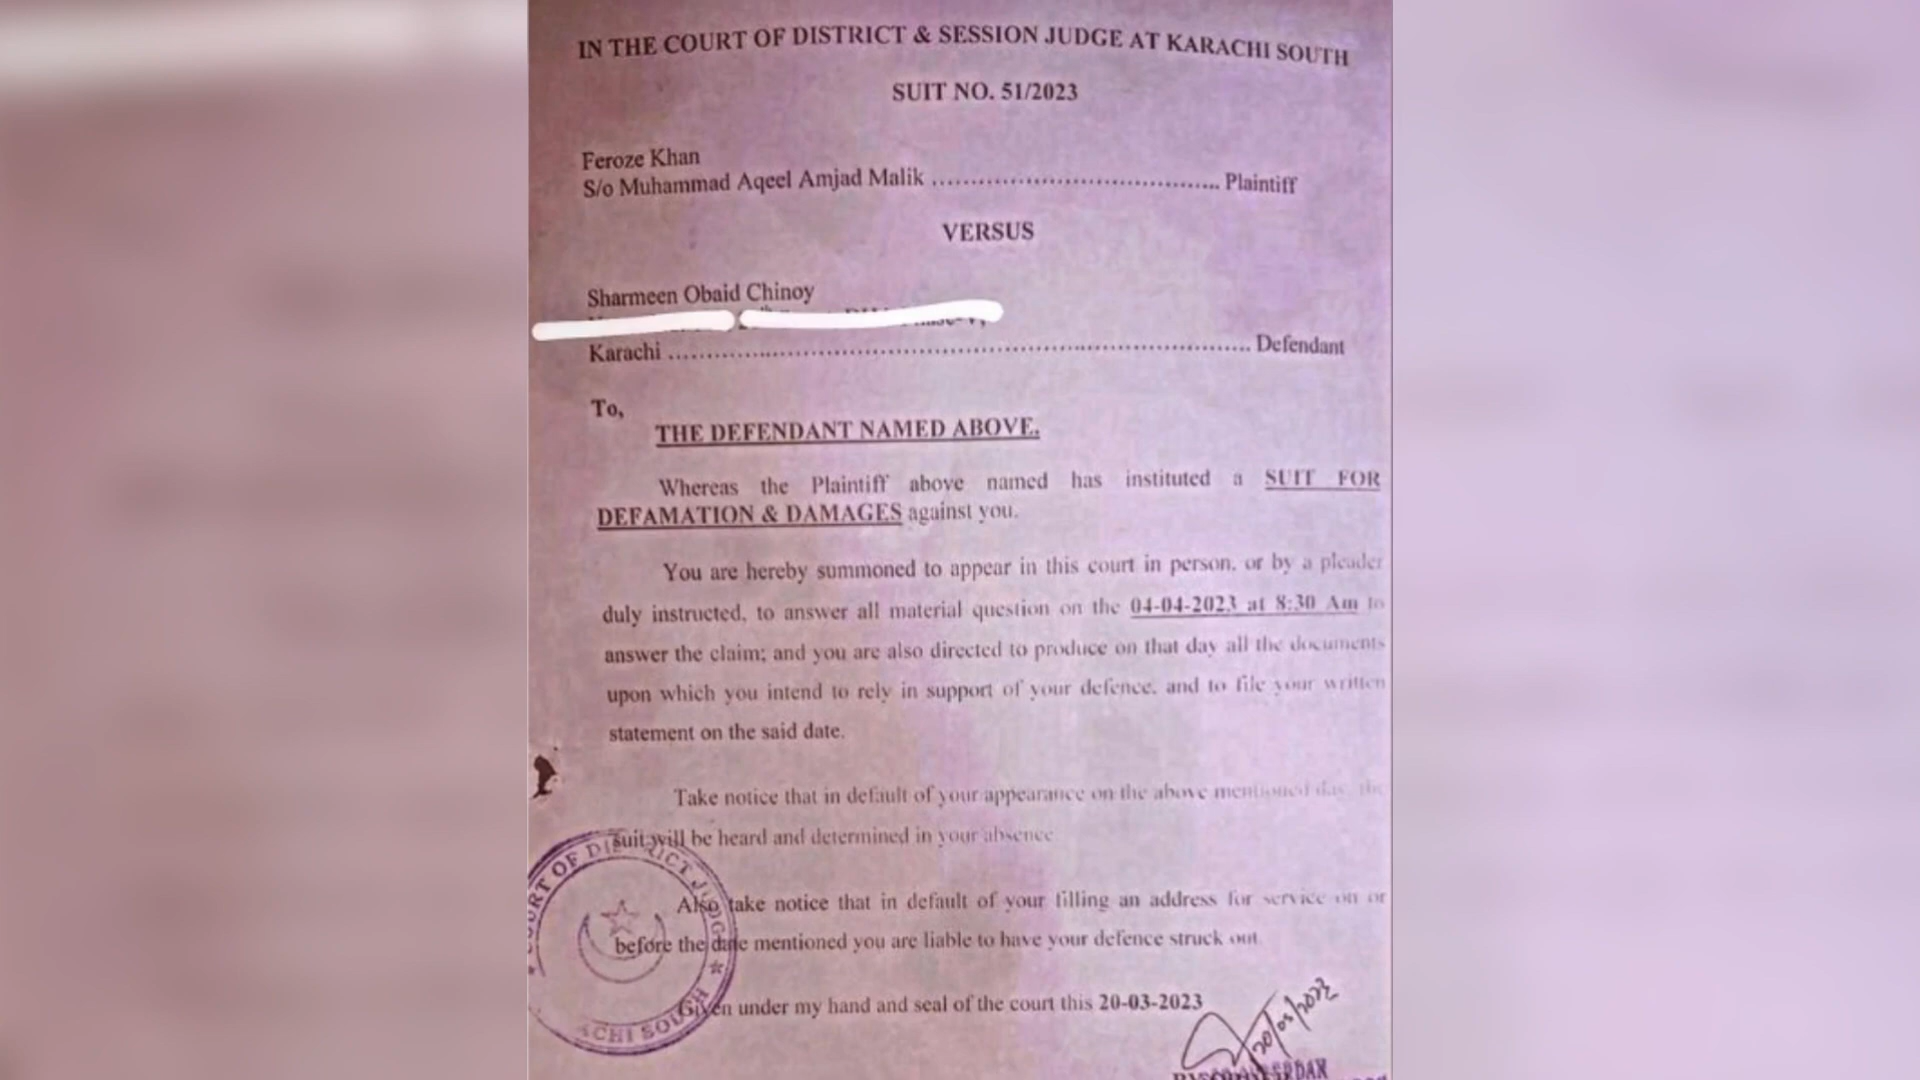 IN THE COURT OF DISTRICT & SESSION JUDGE AT KARACHI SOUTH
SUIT NO. 51/2023
Feroze Khan
S/o Muhammad Aqeel Amjad Malik ........................................ Plaintiff
VERSUS
Sharmeen Obaid Chinoy
Karachi .................................................................................. Defendant
To,
THE DEFENDANT NAMED ABOVE.
Whereas the Plaintiff above named has instituted a SUIT FOR
DEFAMATION & DAMAGES against you.
You are hereby summoned to appear in this court in person, or by a pleader
duly instructed, to answer all material question on the 04-04-2023 at 8:30 Am to
answer the claim; and you are also directed to produce on that day all the documents
upon which you intend to rely in support of your defence, and to file your written
statement on the said date.
Take notice that in default of your appearance on the above mentioned day, the
suit will be heard and determined in your absence
Also take notice that in default of your filling an address for service on or
before the date mentioned you are liable to have your defence struck out
Given under my hand and seal of the court this 20-03-2023
COURT OF DISTRICT JUDG
ACHI SOUTH
20/03/2023